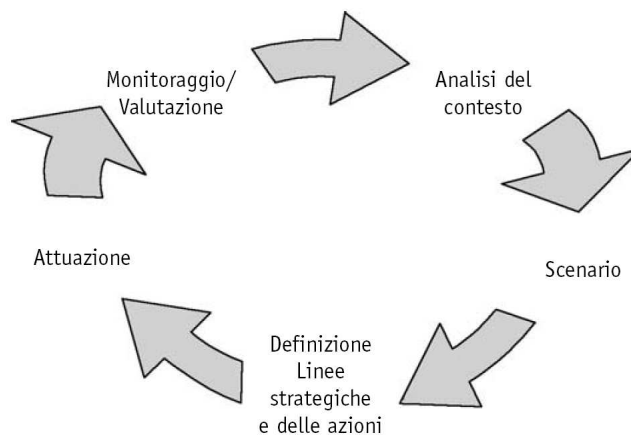 Monitoraggio/
Valutazione
Analisi del
contesto
Attuazione
Scenario
Definizione
Linee
strategiche
e delle azioni